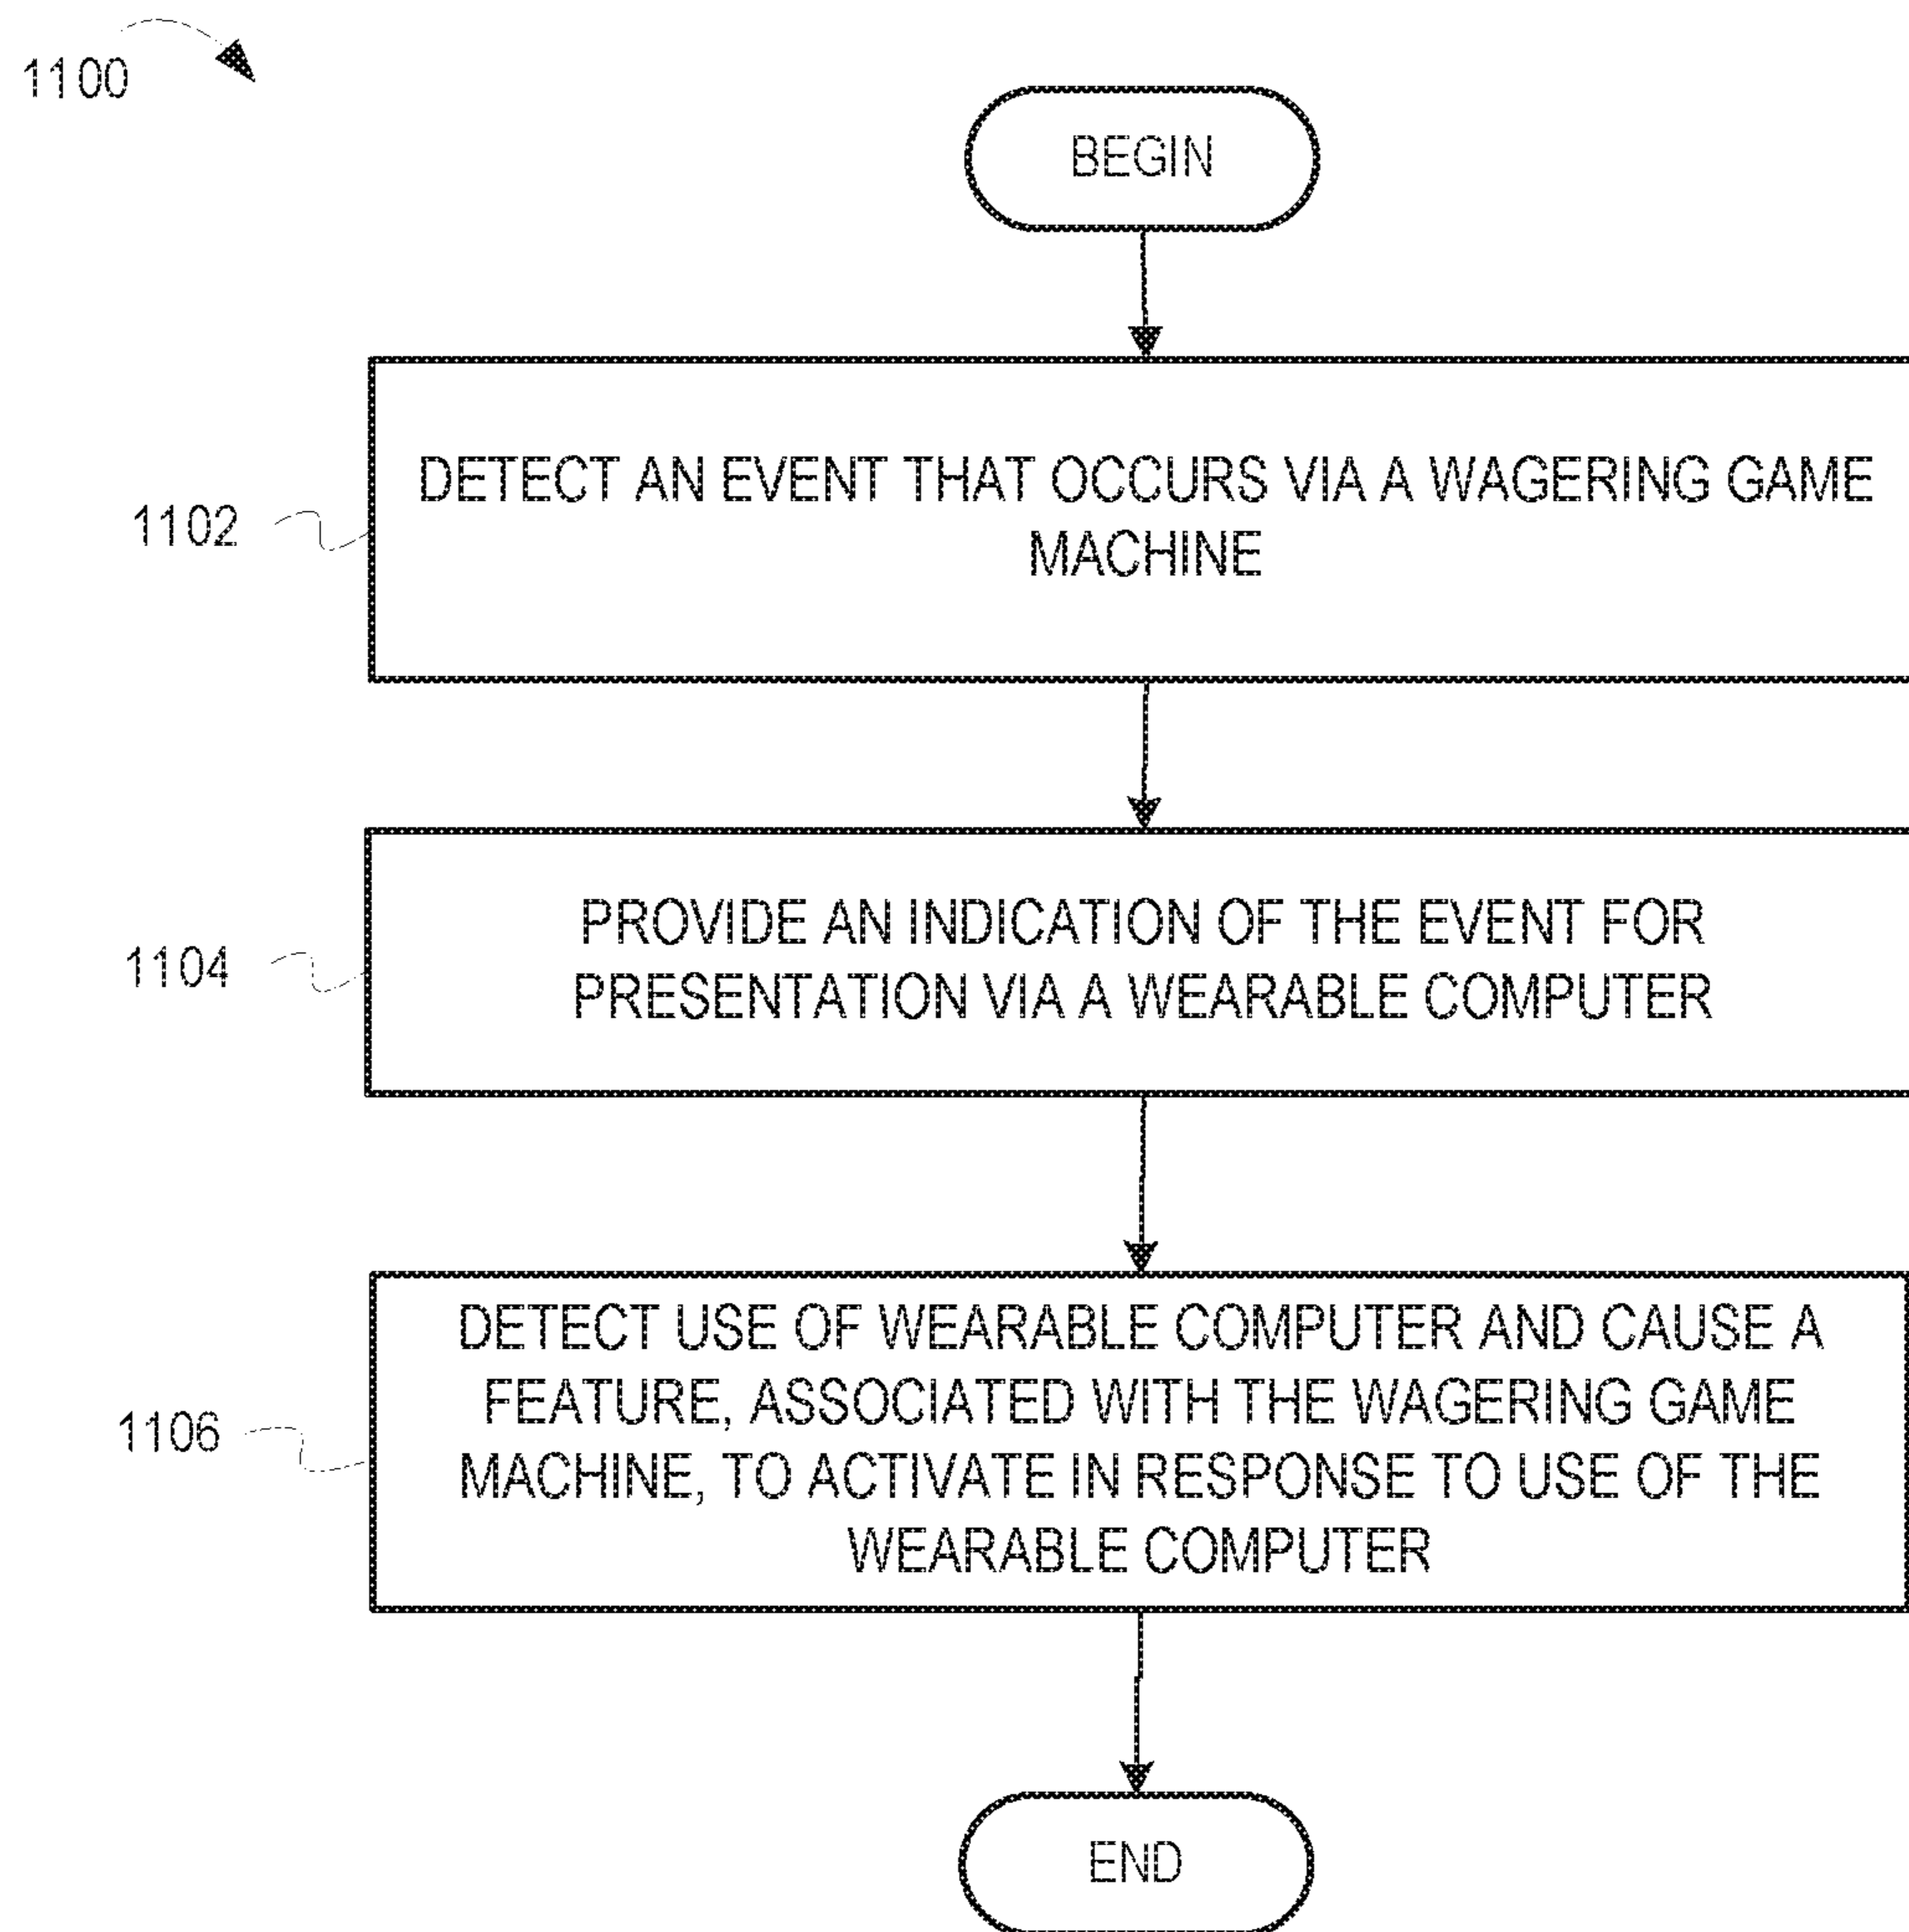 1100
BEGIN
1102
DETECT AN EVENT THAT OCCURS VIA A WAGERING GAME
MACHINE
1104
PROVIDE AN INDICATION OF THE EVENT FOR
PRESENTATION VIA A WEARABLE COMPUTER
1106
DETECT USE OF WEARABLE COMPUTER AND CAUSE A
FEATURE, ASSOCIATED WITH THE WAGERING GAME
MACHINE, TO ACTIVATE IN RESPONSE TO USE OF THE
WEARABLE COMPUTER
END